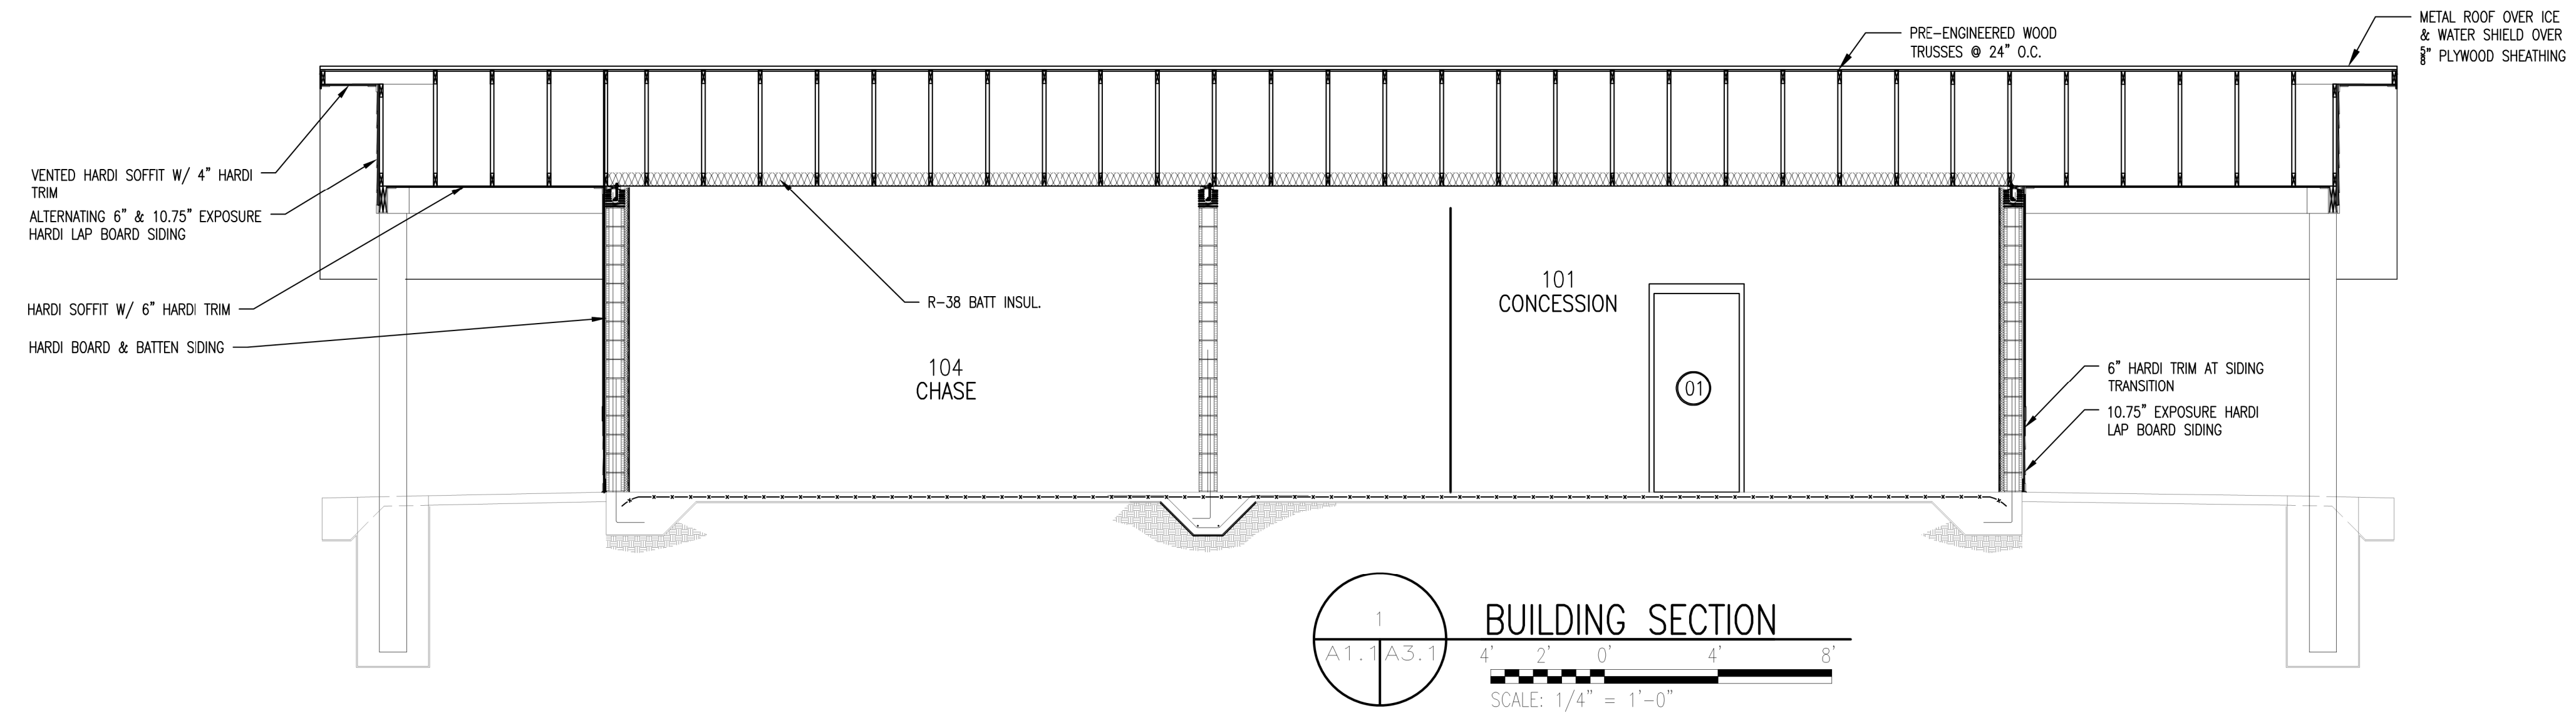 METAL ROOF OVER ICE
& WATER SHIELD OVER
5/8" PLYWOOD SHEATHING
PRE-ENGINEERED WOOD
TRUSSES @ 24" O.C.
VENTED HARDI SOFFIT W/ 4" HARDI
TRIM
ALTERNATING 6" & 10.75" EXPOSURE
HARDI LAP BOARD SIDING
HARDI SOFFIT W/ 6" HARDI TRIM
HARDI BOARD & BATTEN SIDING
R-38 BATT INSUL.
104
CHASE
101
CONCESSION
01
6" HARDI TRIM AT SIDING
TRANSITION
10.75" EXPOSURE HARDI
LAP BOARD SIDING
1
A1.1 A3.1
BUILDING SECTION
4' 2' 0' 4' 8'
SCALE: 1/4" = 1'-0"